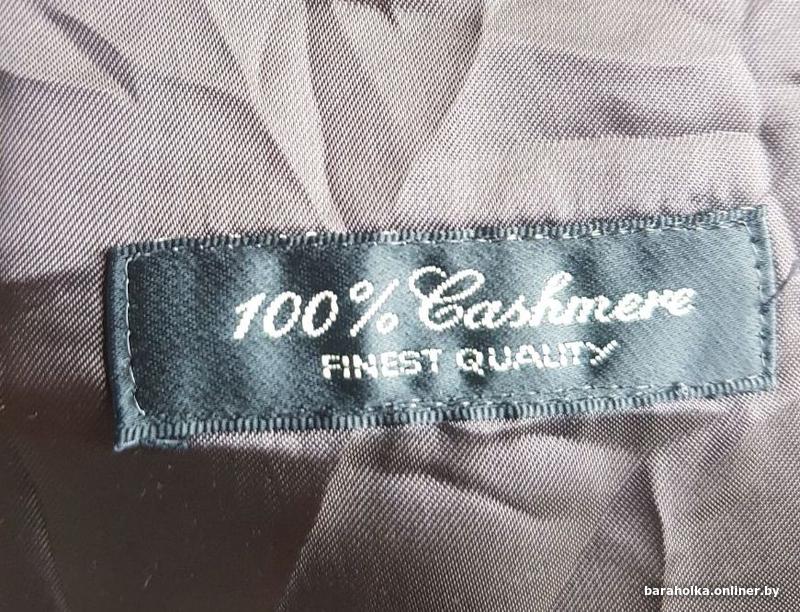 100% Cashmere
FINEST QUALITY
baraholka.onliner.by